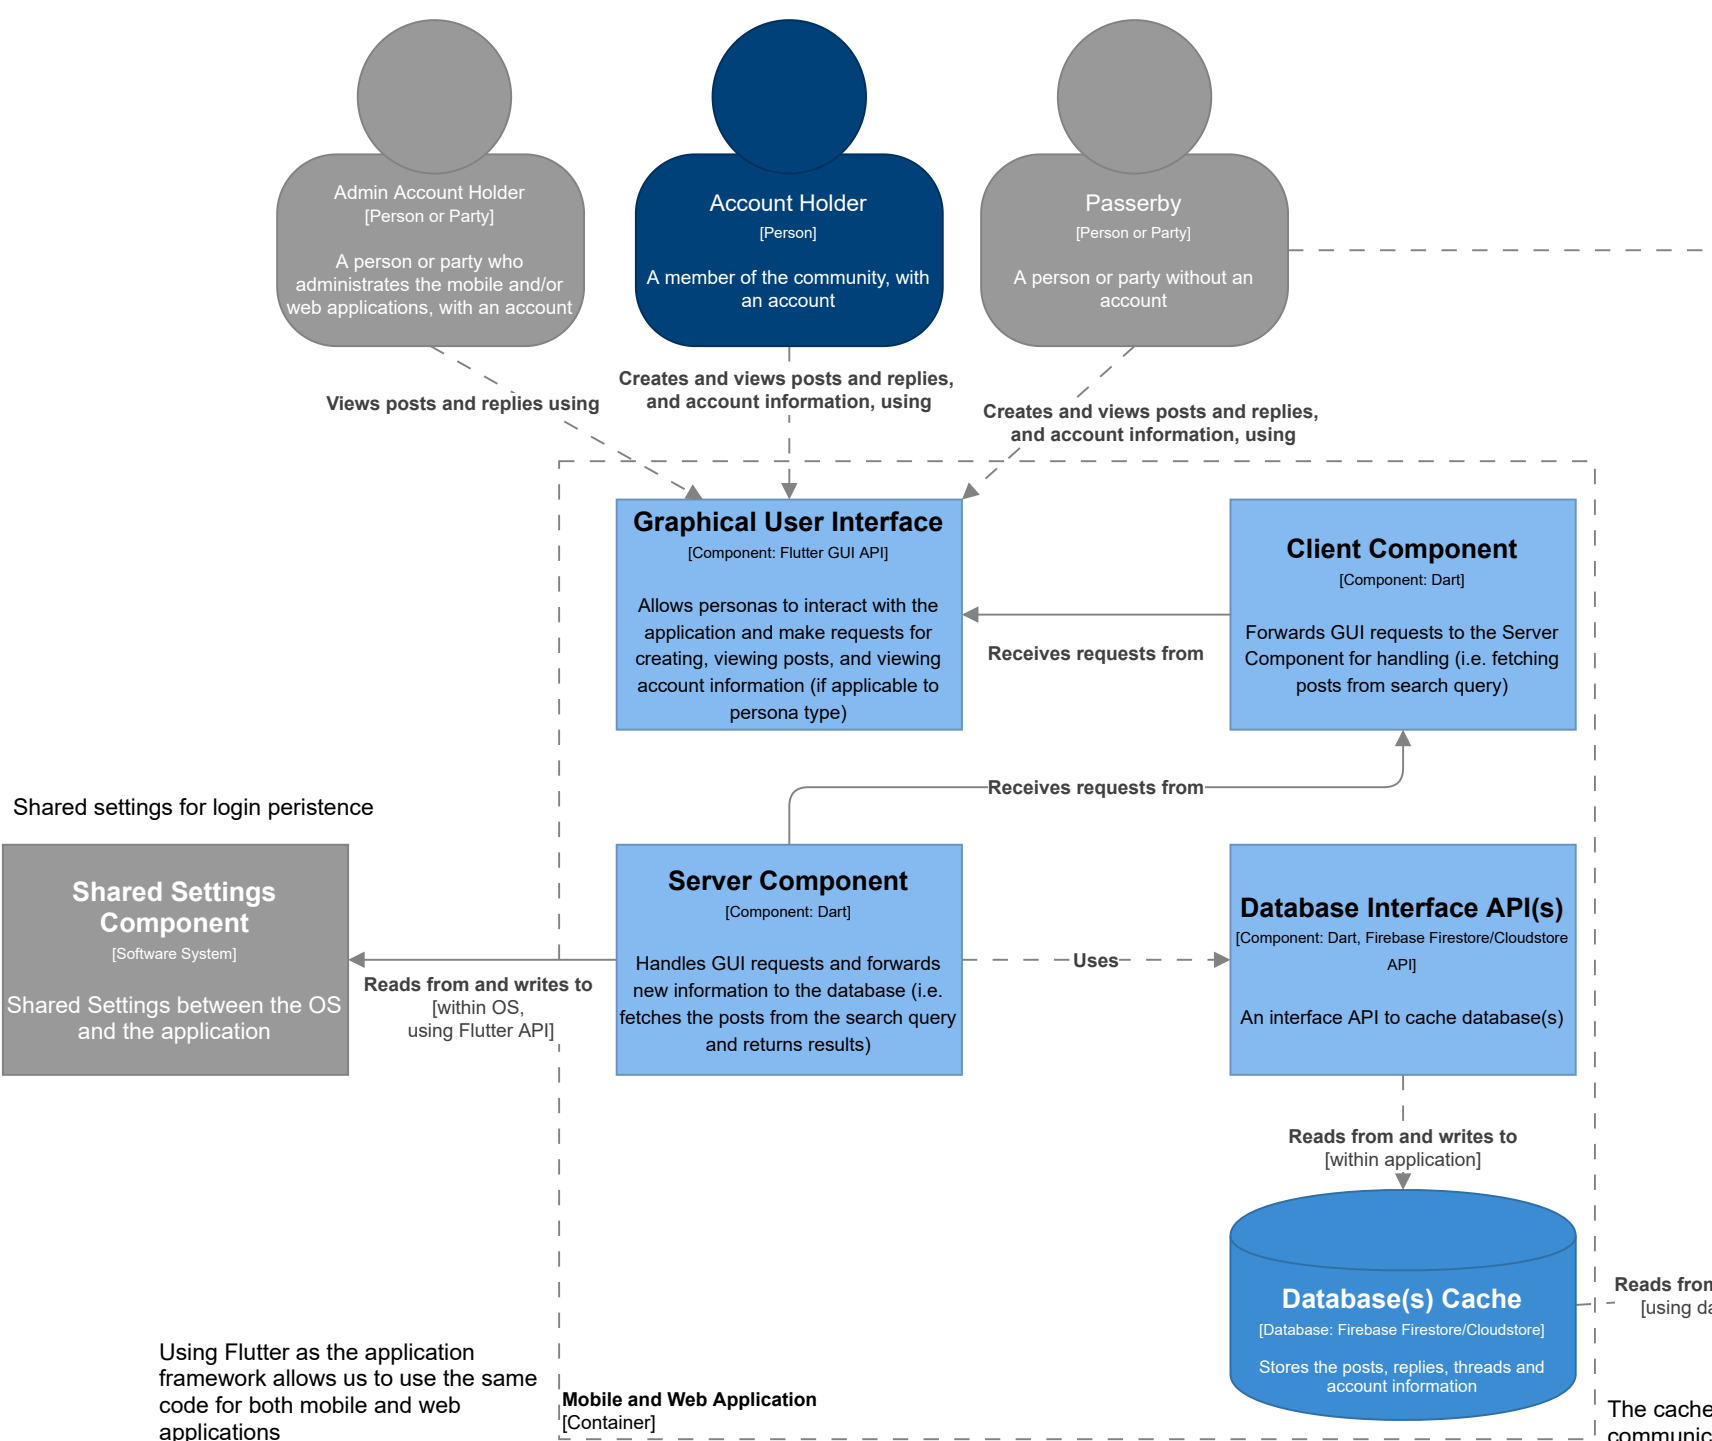 Admin Account Holder
[Person or Party]
A person or party who
administrates the mobile and/or
web applications, with an account
Account Holder
[Person]
A member of the community, with
an account
Passerby
[Person or Party]
A person or party without an
account
Views posts and replies using
Creates and views posts and replies,
and account information, using
Creates and views posts and replies,
and account information, using
Graphical User Interface
[Component: Flutter GUI API]
Allows personas to interact with the
application and make requests for
creating, viewing posts, and viewing
account information (if applicable to
persona type)
Receives requests from
Client Component
[Component: Dart]
Forwards GUI requests to the Server
Component for handling (i.e. fetching
posts from search query)
Receives requests from
Shared settings for login peristence
Shared Settings
Component
[Software System]
Shared Settings between the OS
and the application
Reads from and writes to
[within OS,
using Flutter API]
Server Component
[Component: Dart]
Handles GUI requests and forwards
new information to the database (i.e.
fetches the posts from the search query
and returns results)
Uses
Database Interface API(s)
[Component: Dart, Firebase Firestore/Cloudstore
API]
An interface API to cache database(s)
Reads from and writes to
[within application]
Database(s) Cache
[Database: Firebase Firestore/Cloudstore]
Stores the posts, replies, threads and
account information
Reads
[using
Using Flutter as the application
framework allows us to use the same
code for both mobile and web
applications
Mobile and Web Application
[Container]
The cache